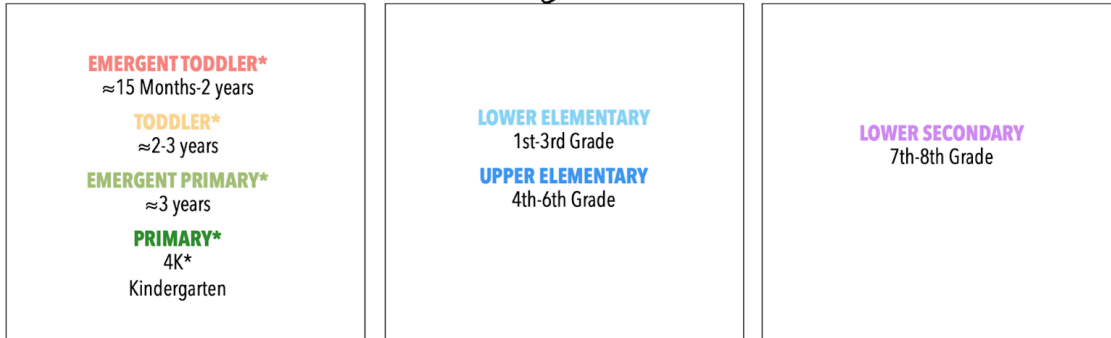 EMERGENT TODDLER*
≈15 Months-2 years
TODDLER*
≈2-3 years
EMERGENT PRIMARY*
≈3 years
PRIMARY*
4K*
Kindergarten
LOWER ELEMENTARY
1st-3rd Grade
UPPER ELEMENTARY
4th-6th Grade
LOWER SECONDARY
7th-8th Grade